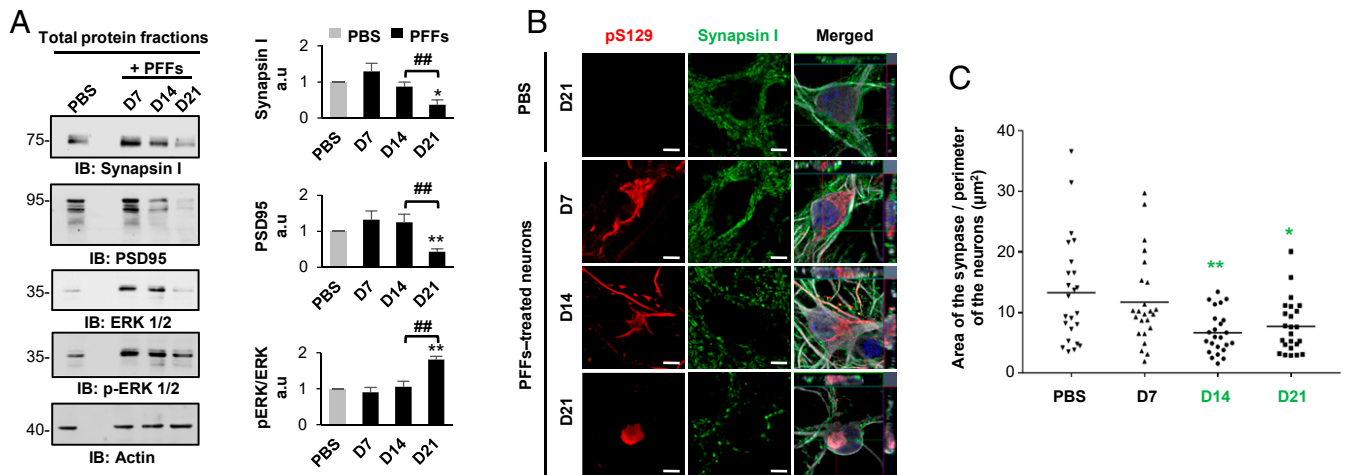 A
Total protein fractions
+ PFFs
PBS
D7
D14
D21
75-
IB: Synapsin I
95-
IB: PSD95
35-
IB: ERK 1/2
35-
IB: p-ERK 1/2
40-
IB: Actin
PBS PFFs
Synapsin I
a.u
2
1
0
##
*
PBS
D7
D14
D21
PSD95
a.u
2
1
0
##
**
PBS
D7
D14
D21
pERK/ERK
a.u
2
1
0
##
**
PBS
D7
D14
D21
B
pS129 Synapsin I Merged
PBS
D21
PFFs-treated neurons
D7
D14
D21
C
Area of the synapse / perimeter
of the neurons (µm²)
40
30
20
10
0
**
*
PBS D7 D14 D21